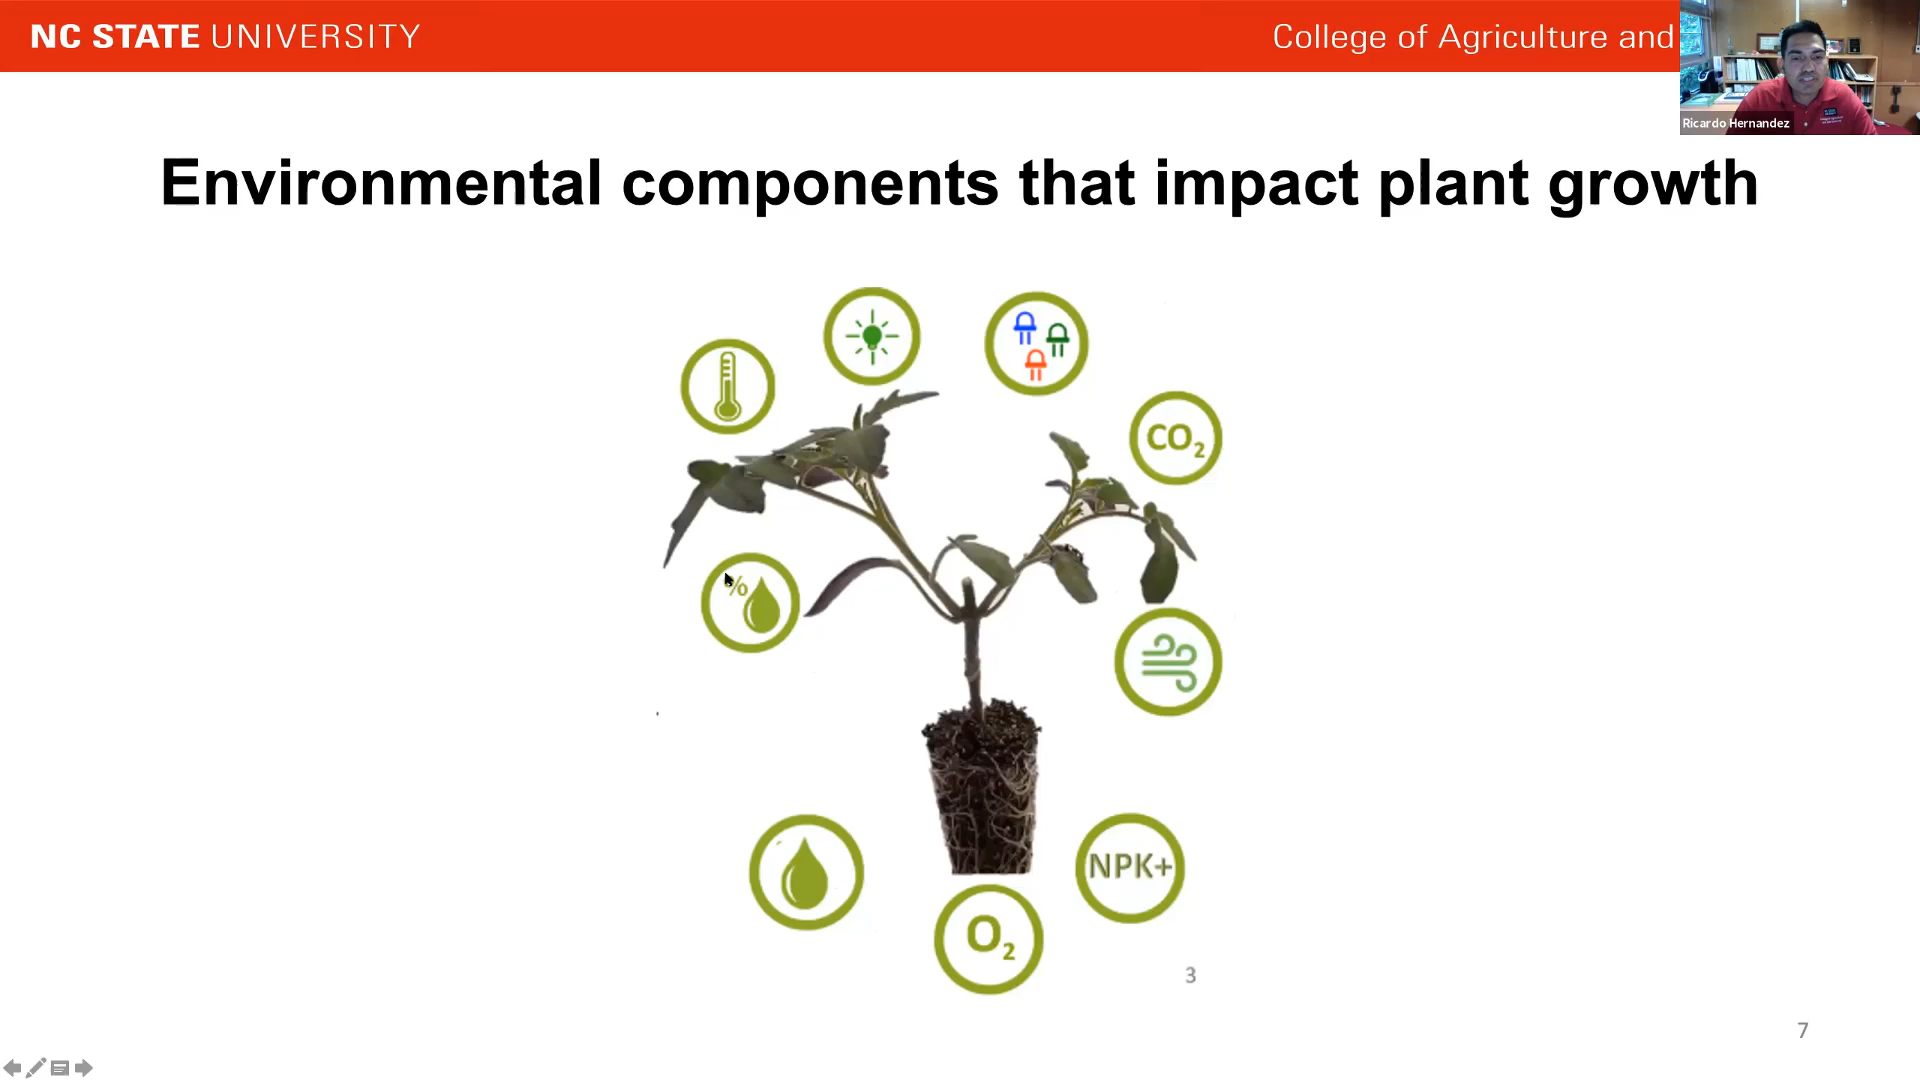 NC STATE UNIVERSITY
College of Agriculture and
Ricardo Hernandez
Environmental components that impact plant growth
CO₂
%
NPK+
O₂
3
7